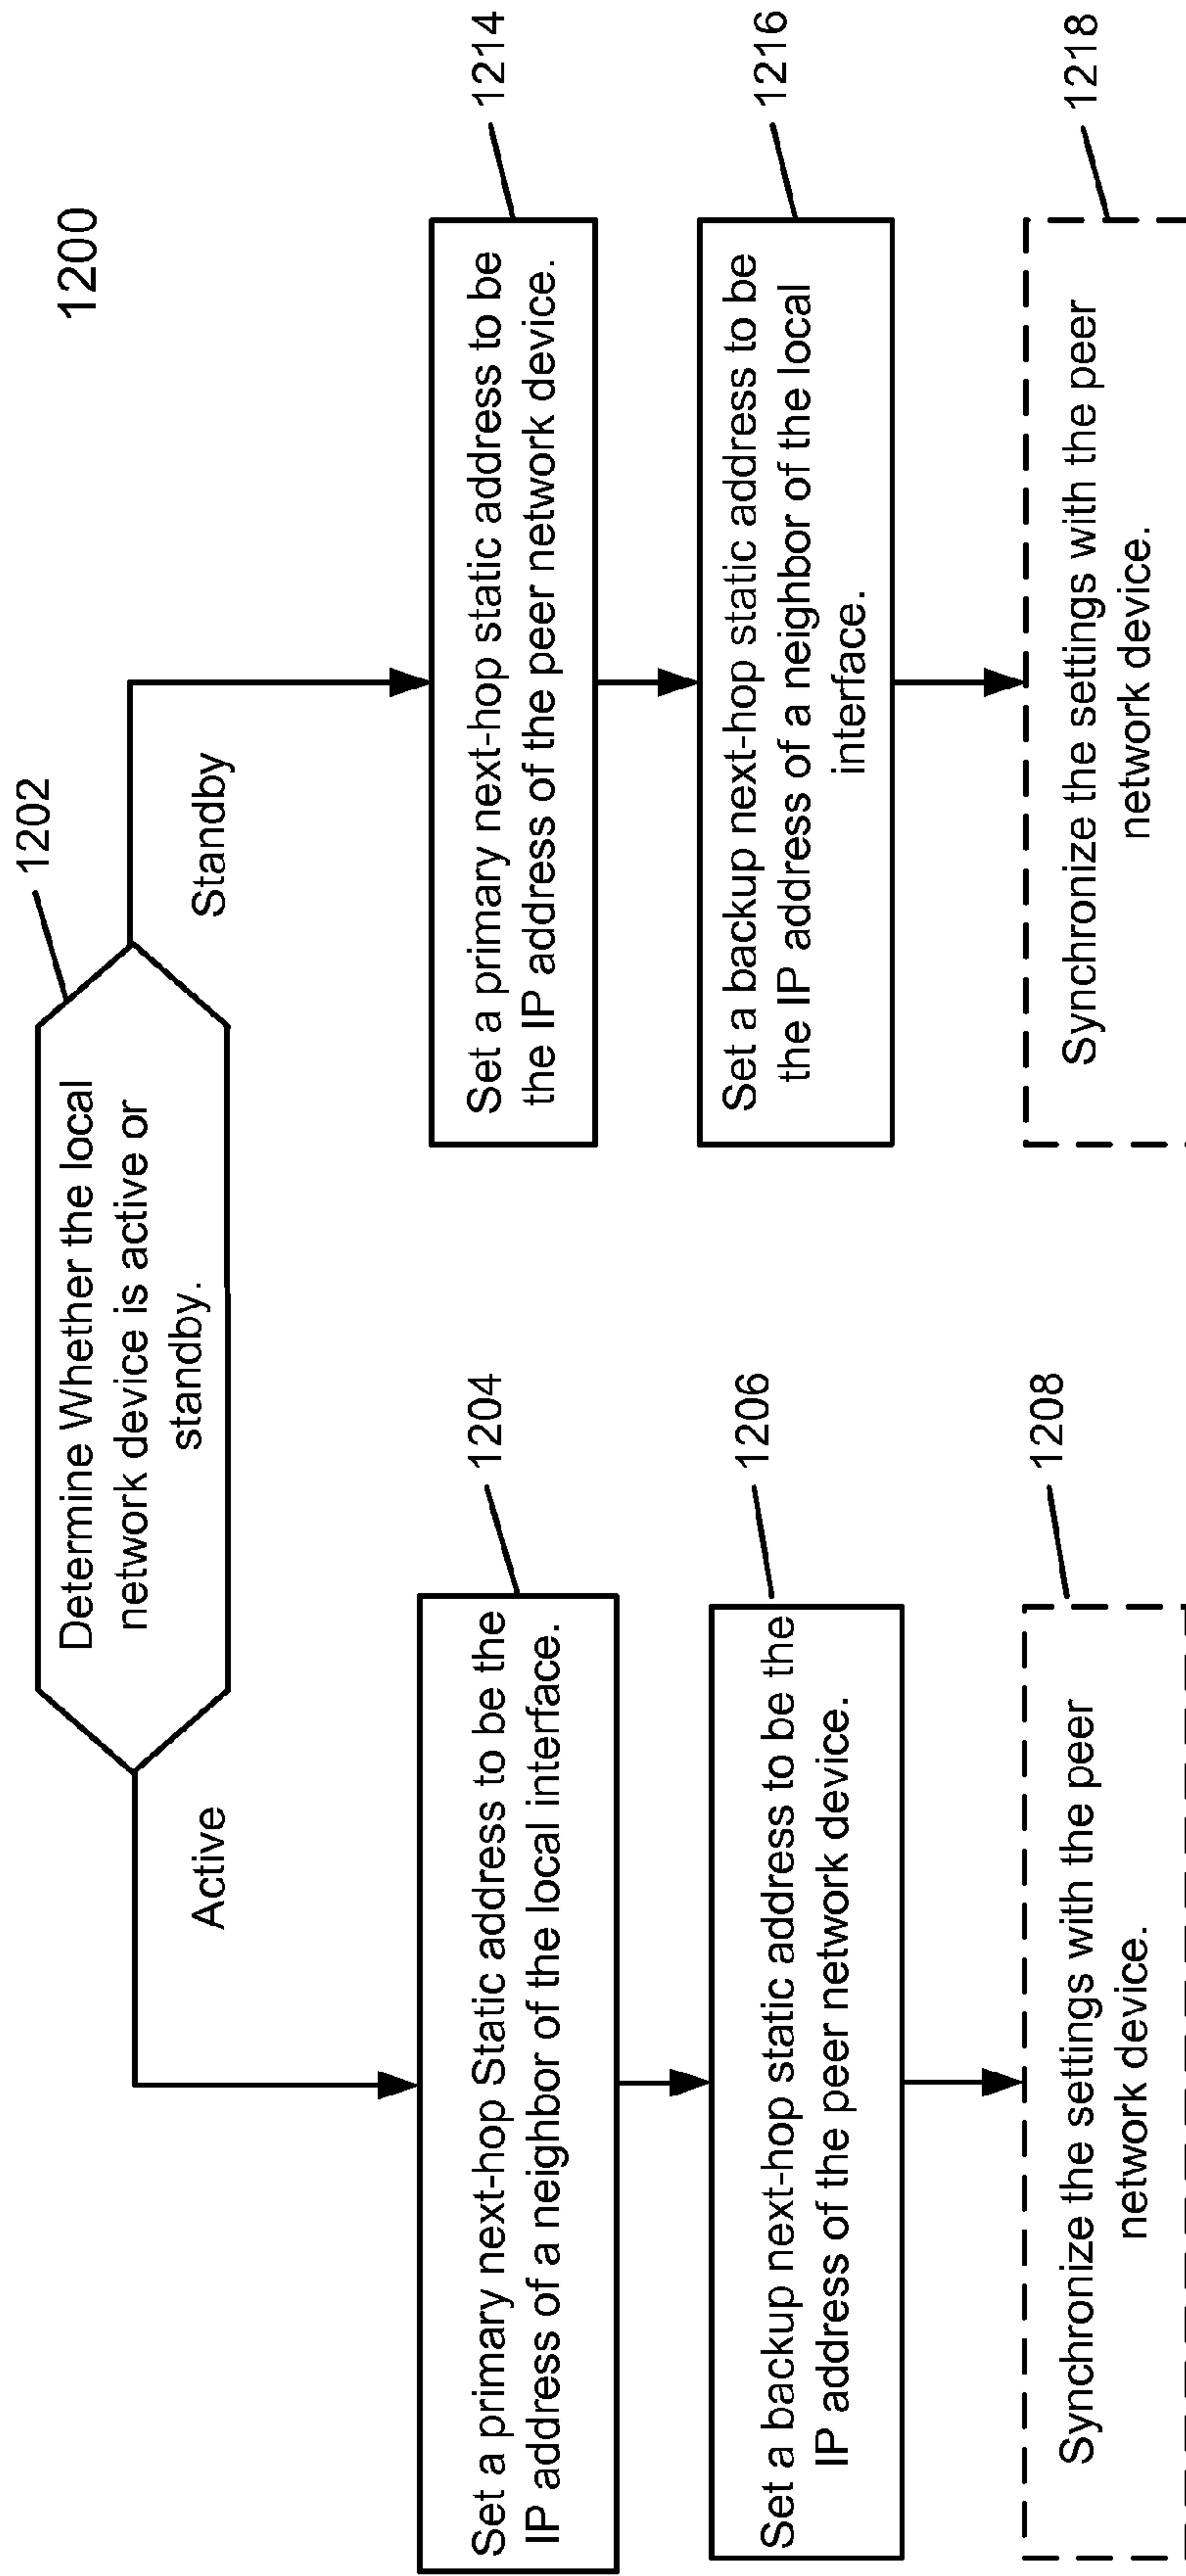 1200
1202
Determine Whether the local
network device is active or
standby.
Active
Standby
1204
Set a primary next-hop Static address to be the
IP address of a neighbor of the local interface.
1206
Set a backup next-hop static address to be the
IP address of the peer network device.
1208
Synchronize the settings with the peer
network device.
1214
Set a primary next-hop static address to be
the IP address of the peer network device.
1216
Set a backup next-hop static address to be
the IP address of a neighbor of the local
interface.
1218
Synchronize the settings with the peer
network device.